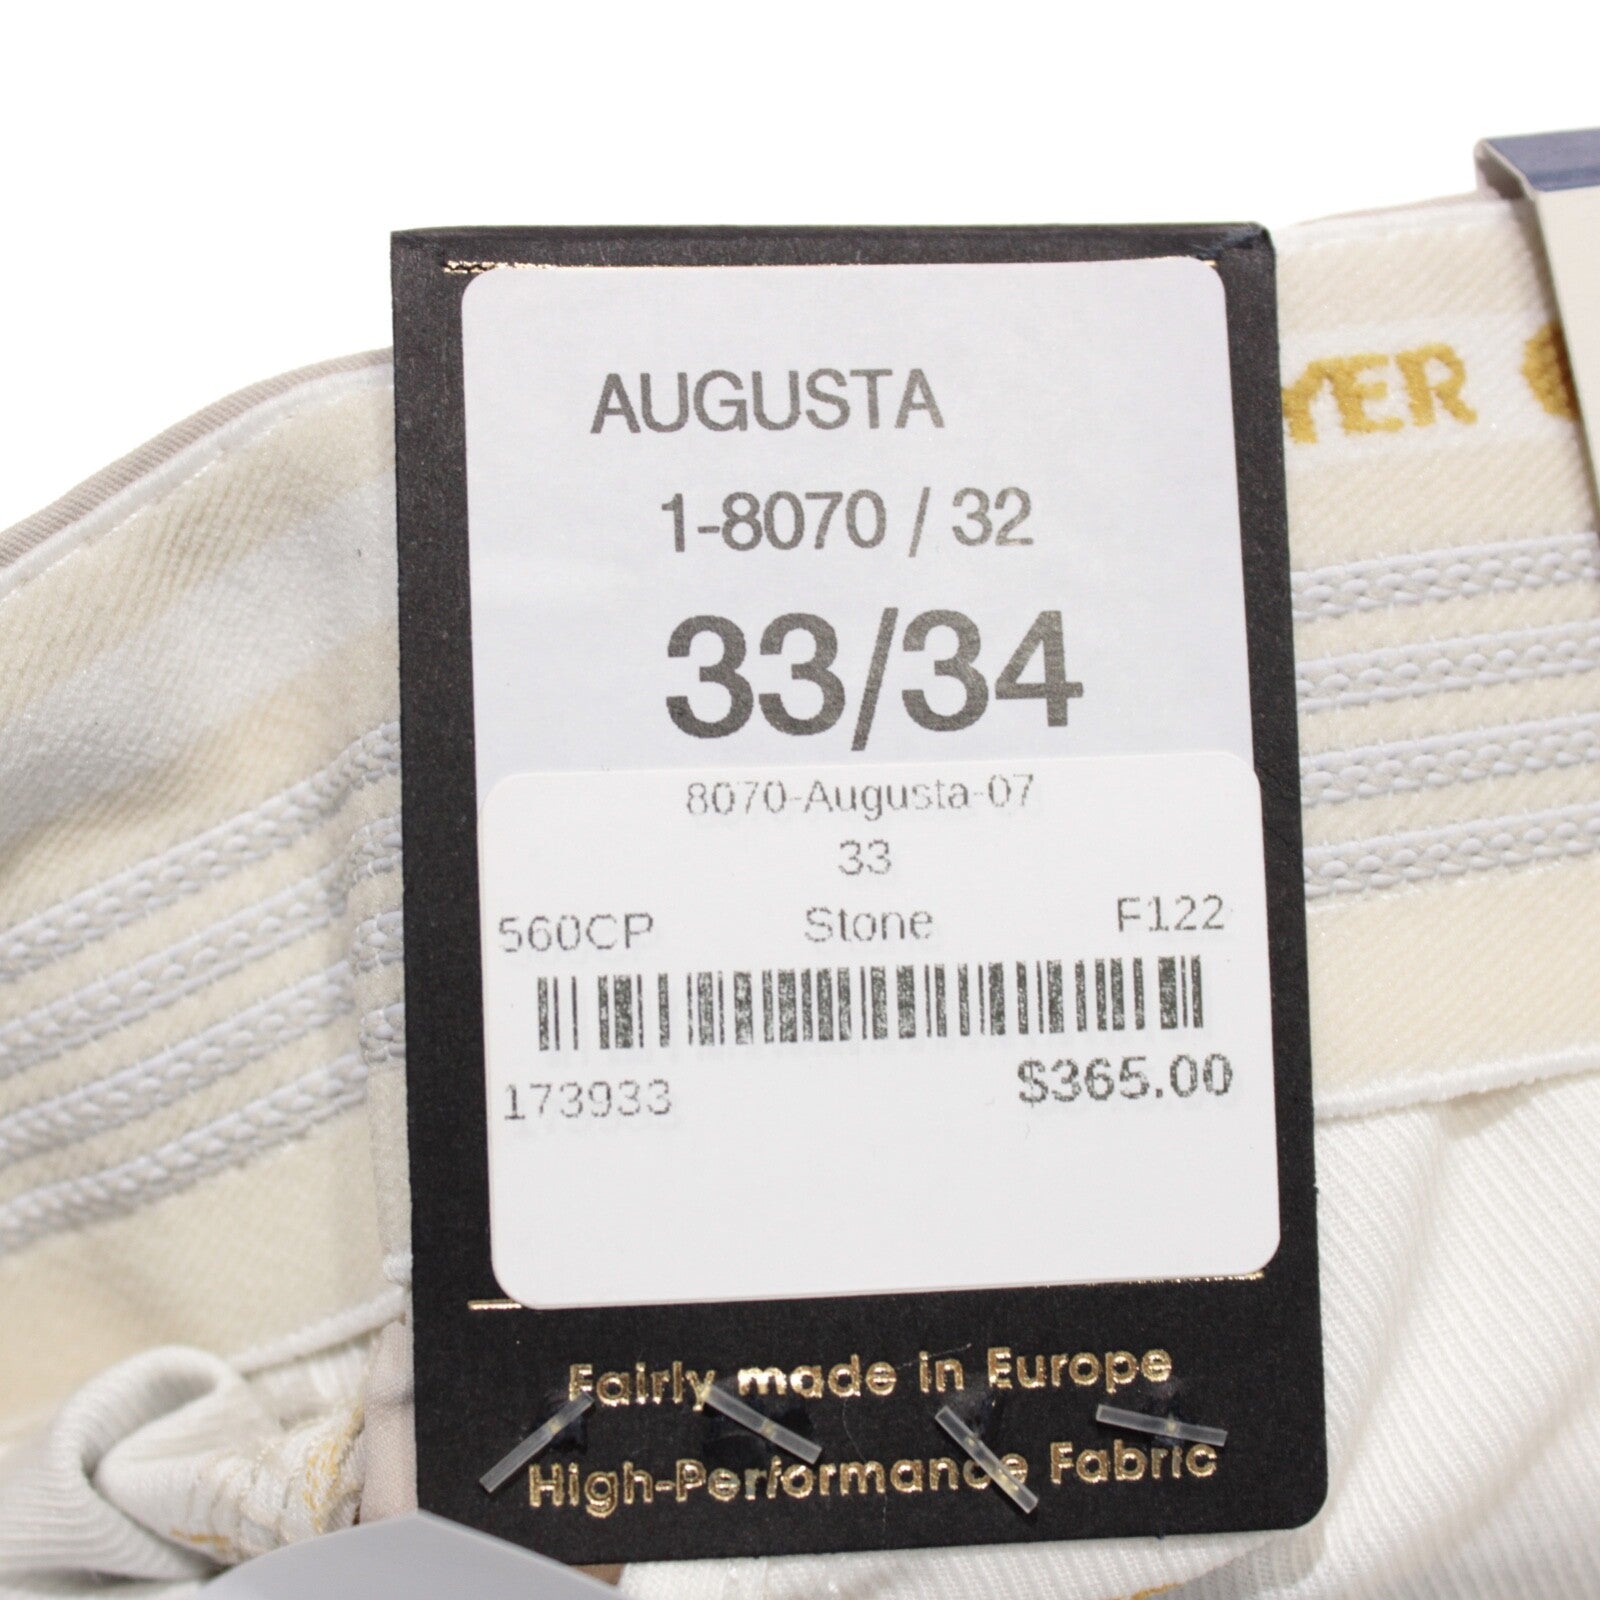 AUGUSTA
1-8070 / 32
33/34
8070-Augusta-07
33
560CP Stone F122
173933 $365.00
Fairly made in Europe
High-Performance Fabric
YER